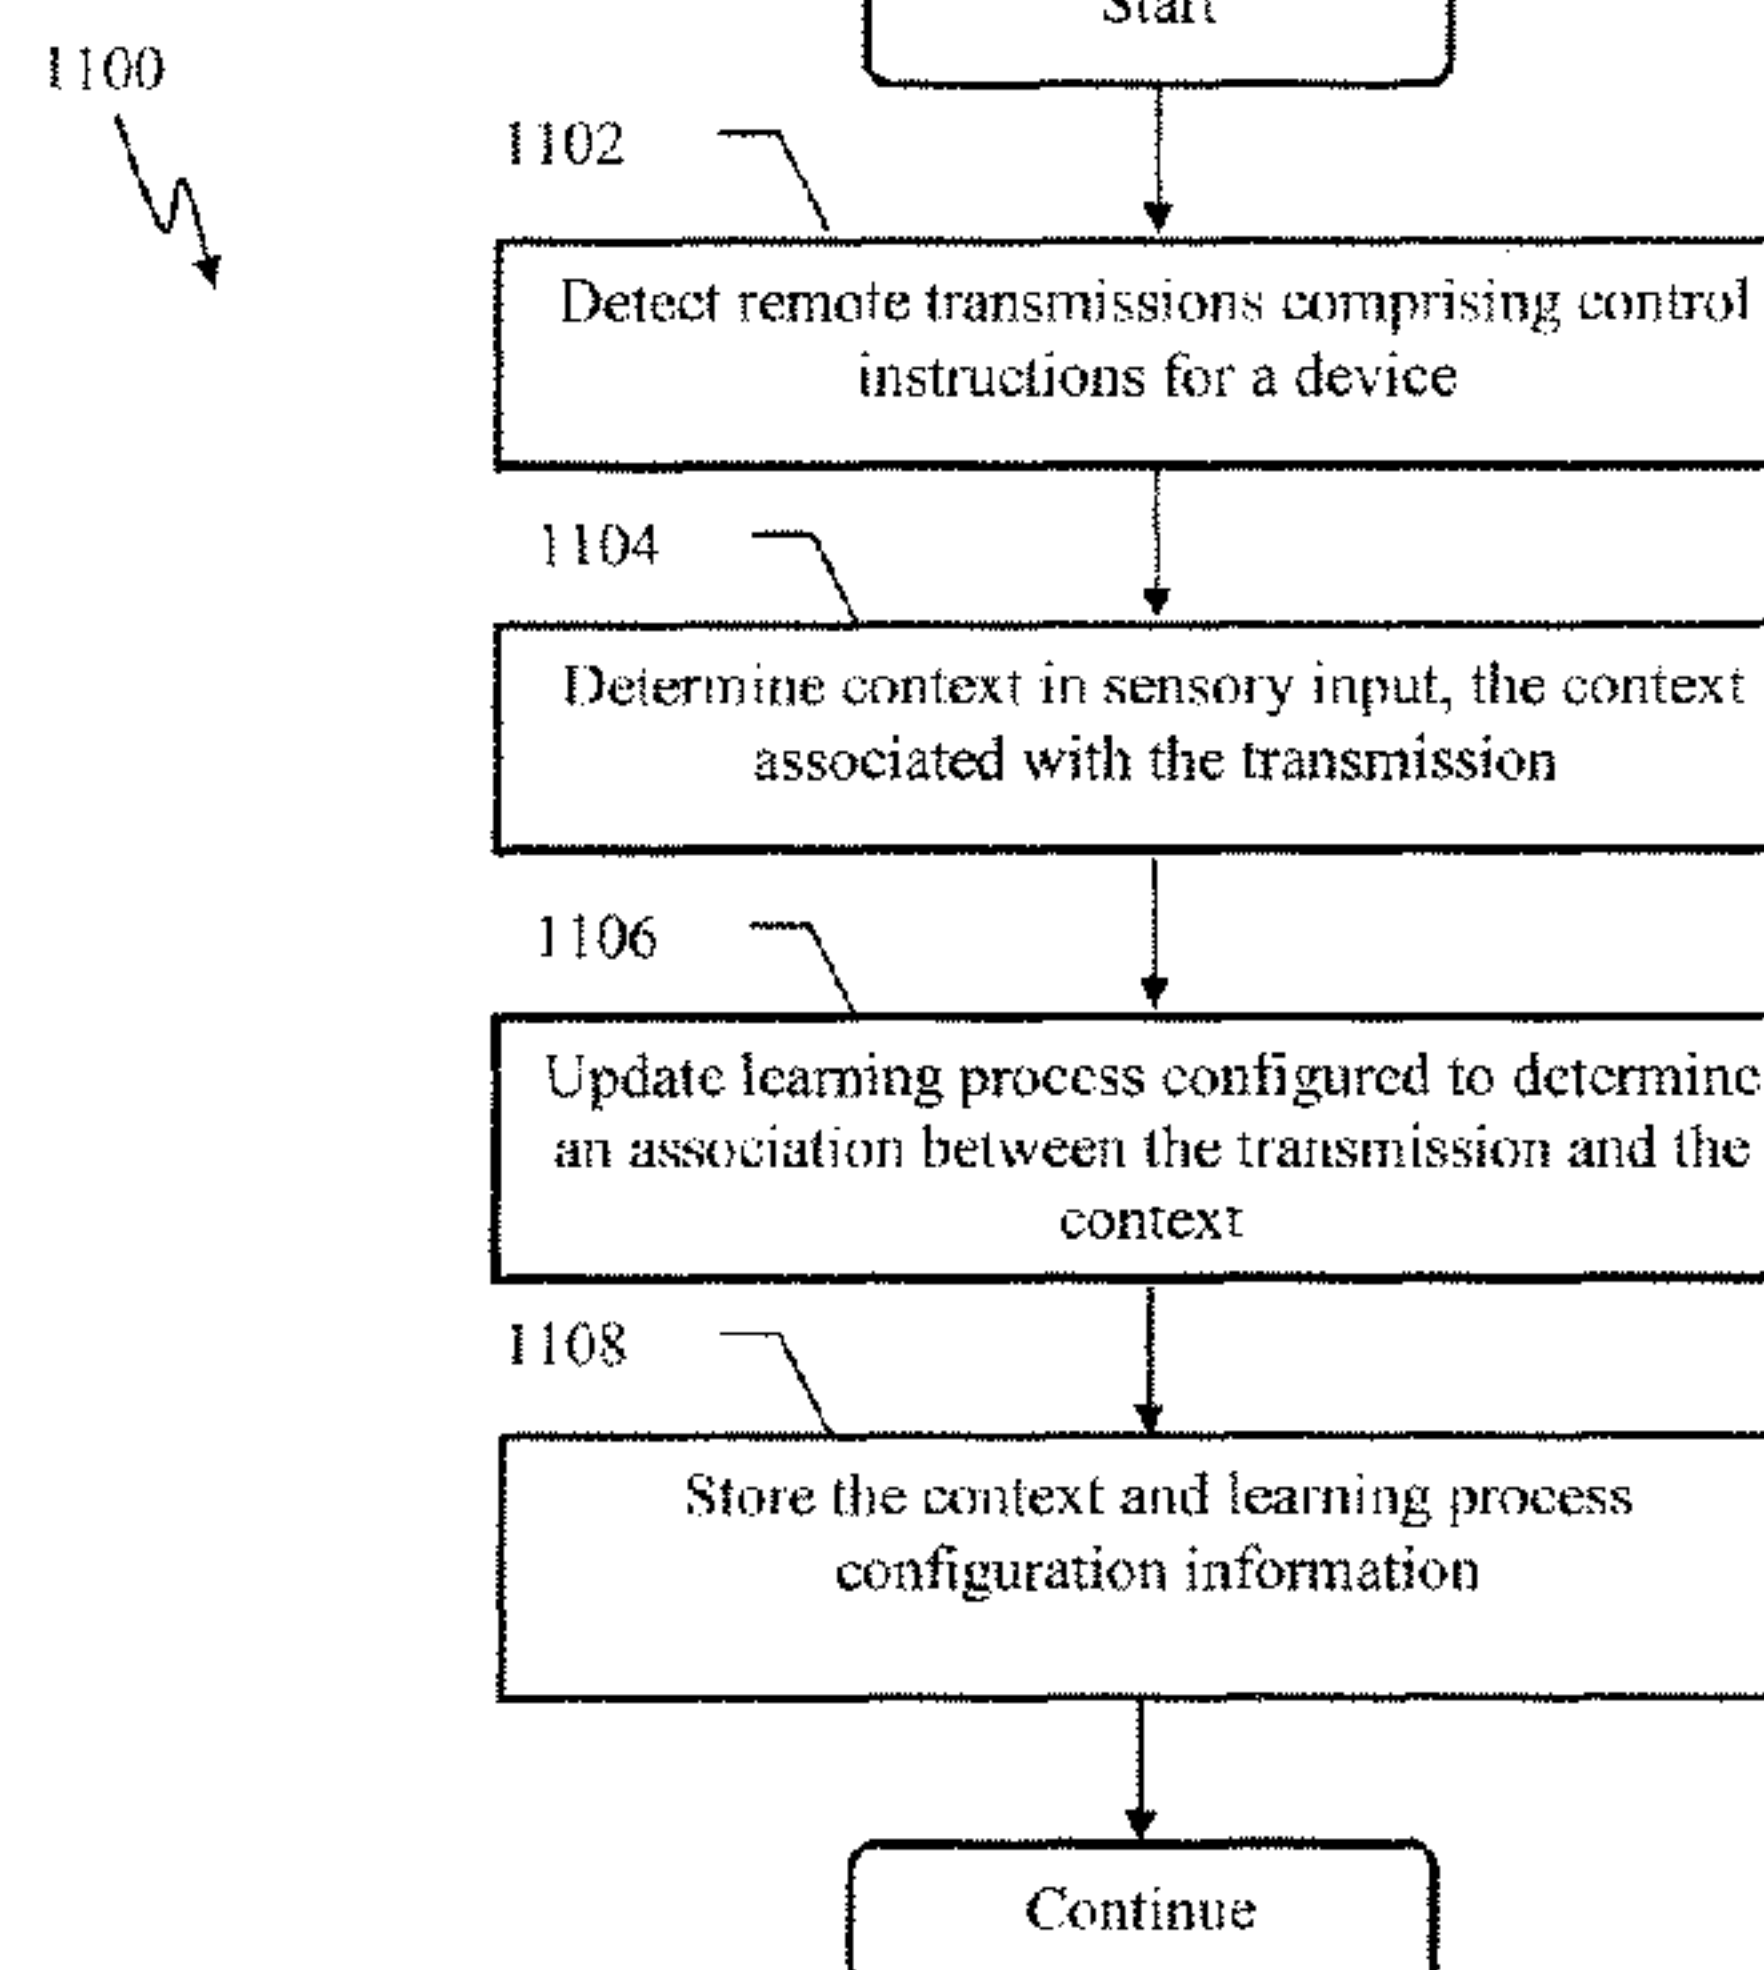 Start
1100
1102
Detect remote transmissions comprising control
instructions for a device
1104
Determine context in sensory input, the context
associated with the transmission
1106
Update learning process configured to determine
an association between the transmission and the
context
1108
Store the context and learning process
configuration information
Continue